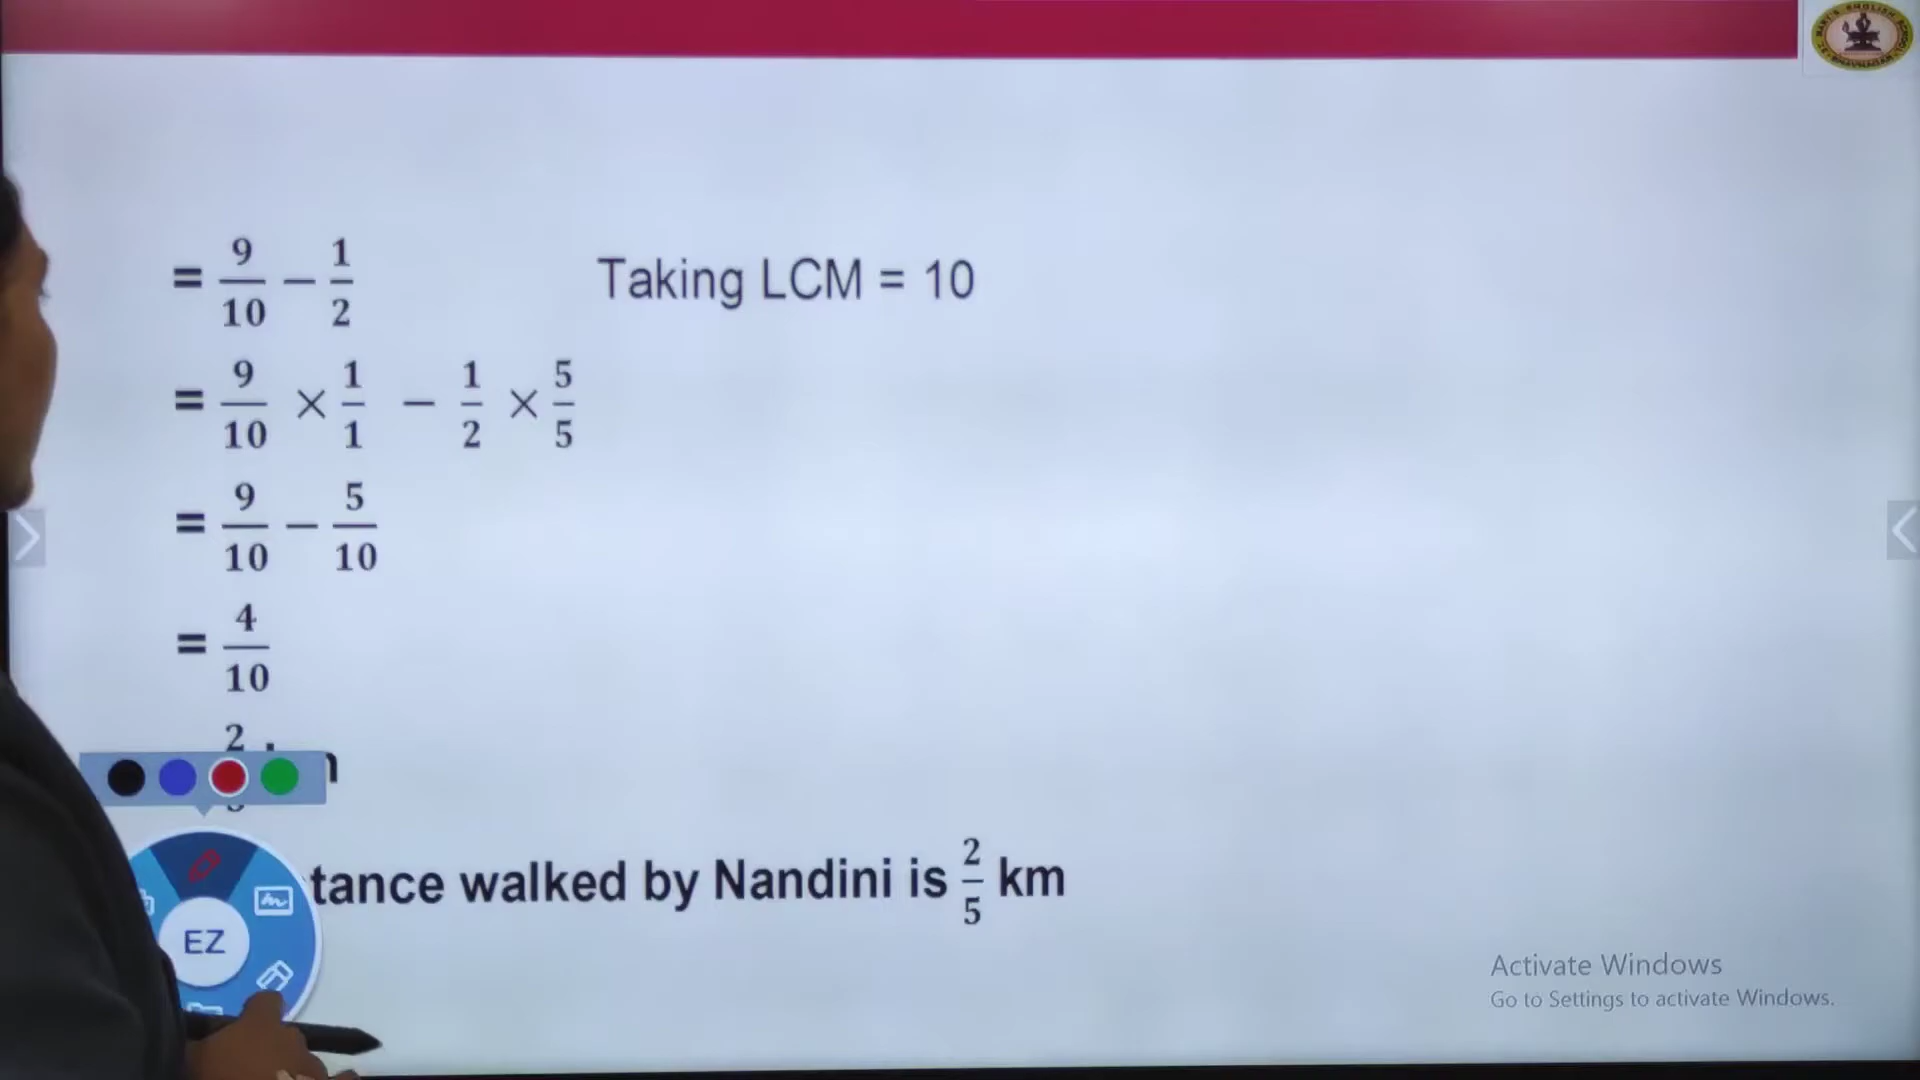 = 9/10 − 1/2 Taking LCM = 10
= 9/10 × 1/1 − 1/2 × 5/5
= 9/10 − 5/10
= 4/10
2
tance walked by Nandini is 2/5 km
EZ
Activate Windows
Go to Settings to activate Windows.